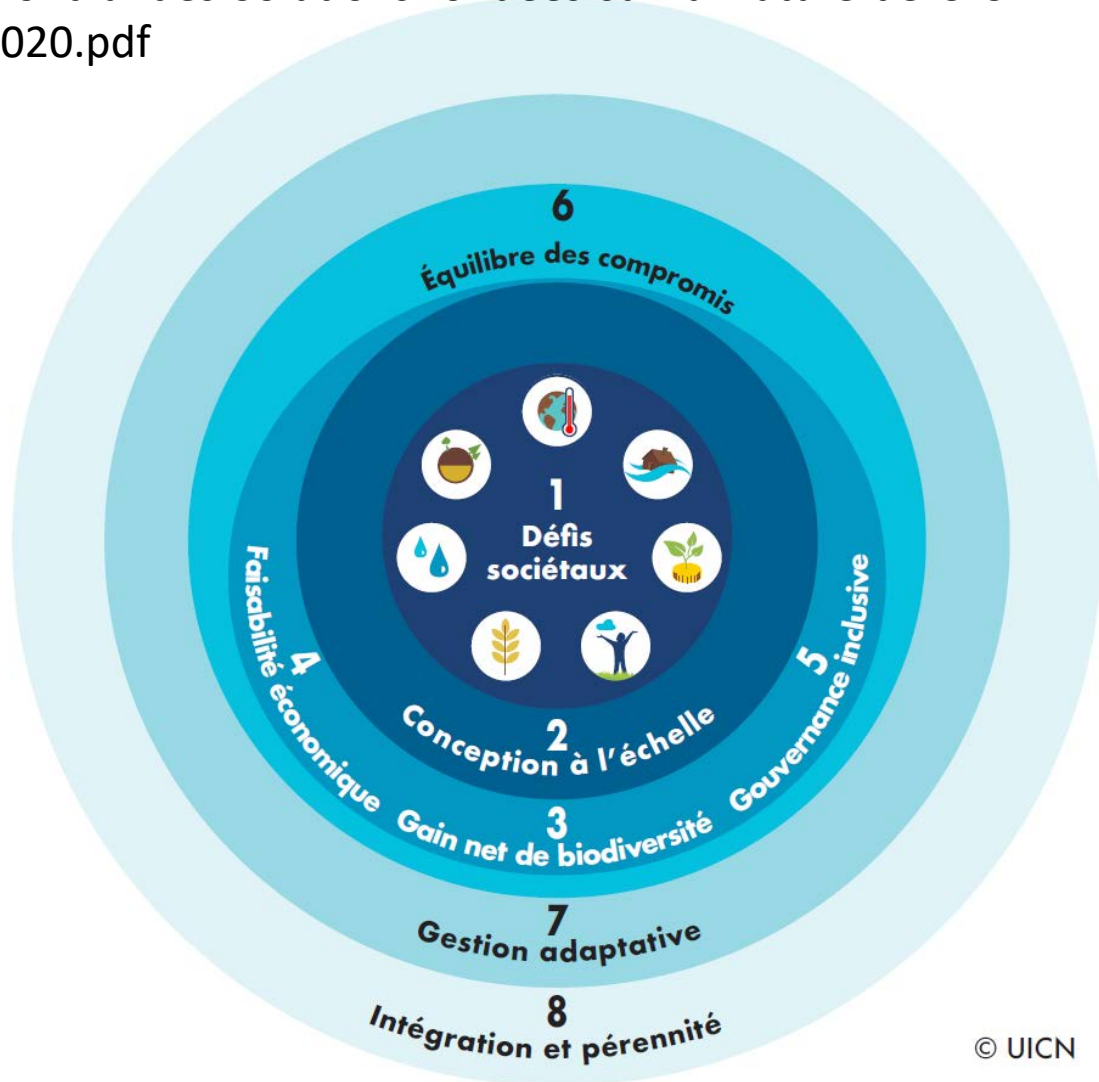 020.pdf
6
Équilibre des compromis
1
Défis
sociétaux
2
Conception à l'échelle
4
Faisabilité économique
3
Gain net de biodiversité
5
Gouvernance inclusive
7
Gestion adaptative
8
Intégration et pérennité
© UICN